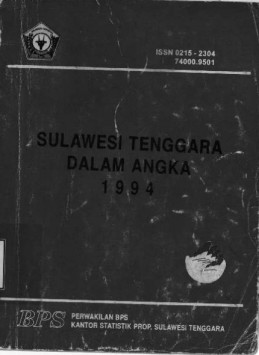 ISSN 0215 - 2304
74000.9501
SULAWESI TENGGARA
DALAM ANGKA
1994
BPS
PERWAKILAN BPS
KANTOR STATISTIK PROP. SULAWESI TENGGARA